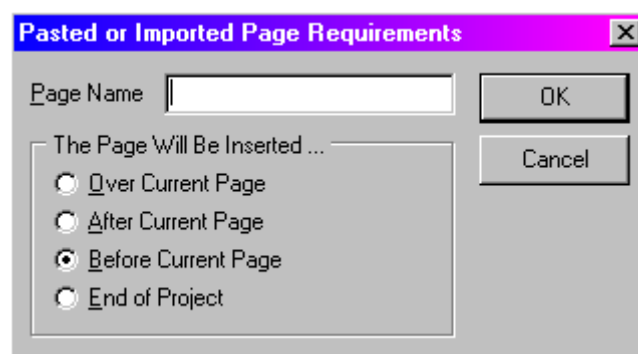 Pasted or Imported Page Requirements
Page Name
OK
The Page Will Be Inserted ...
Cancel
Over Current Page
After Current Page
Before Current Page
End of Project